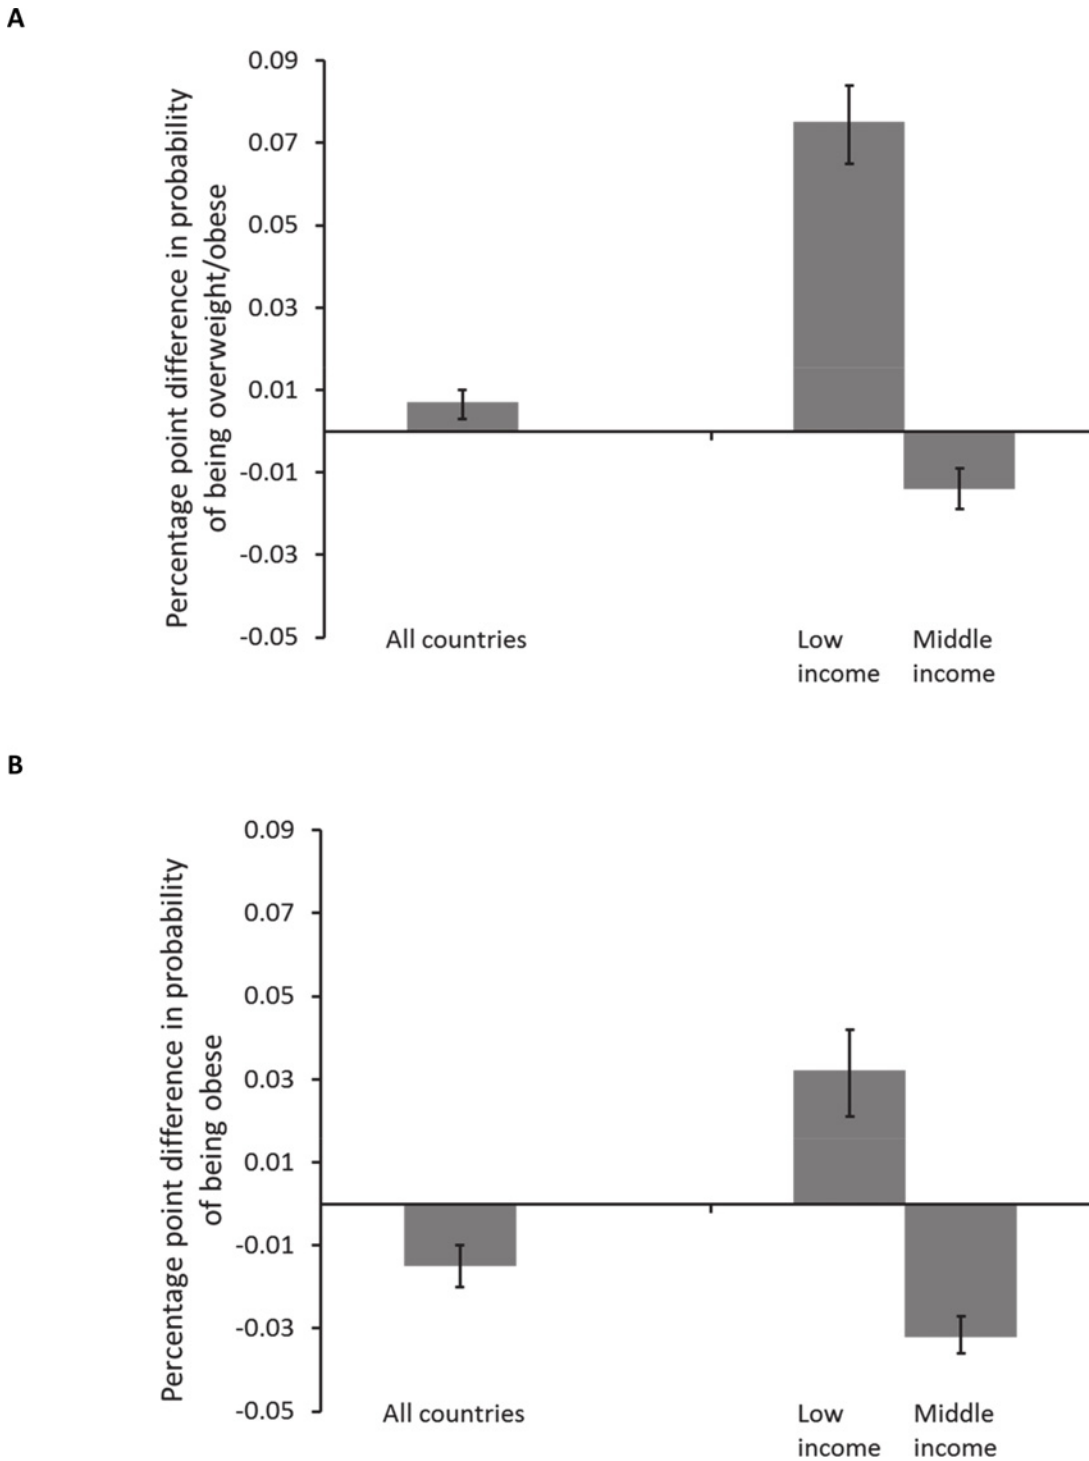 A
Percentage point difference in probability
of being overweight/obese
0.09
0.07
0.05
0.03
0.01
-0.01
-0.03
-0.05
All countries
Low
income
Middle
income
B
Percentage point difference in probability
of being obese
0.09
0.07
0.05
0.03
0.01
-0.01
-0.03
-0.05
All countries
Low
income
Middle
income